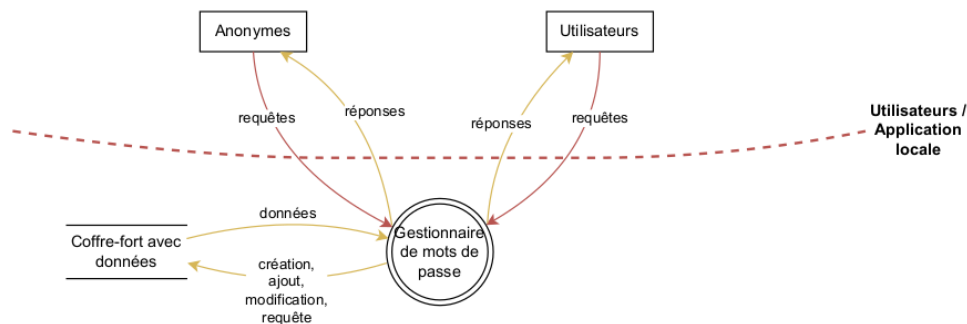 Anonymes
Utilisateurs
requêtes
réponses
réponses
requêtes
Utilisateurs /
Application
locale
données
Coffre-fort avec
données
Gestionnaire
de mots de
passe
création,
ajout,
modification,
requête